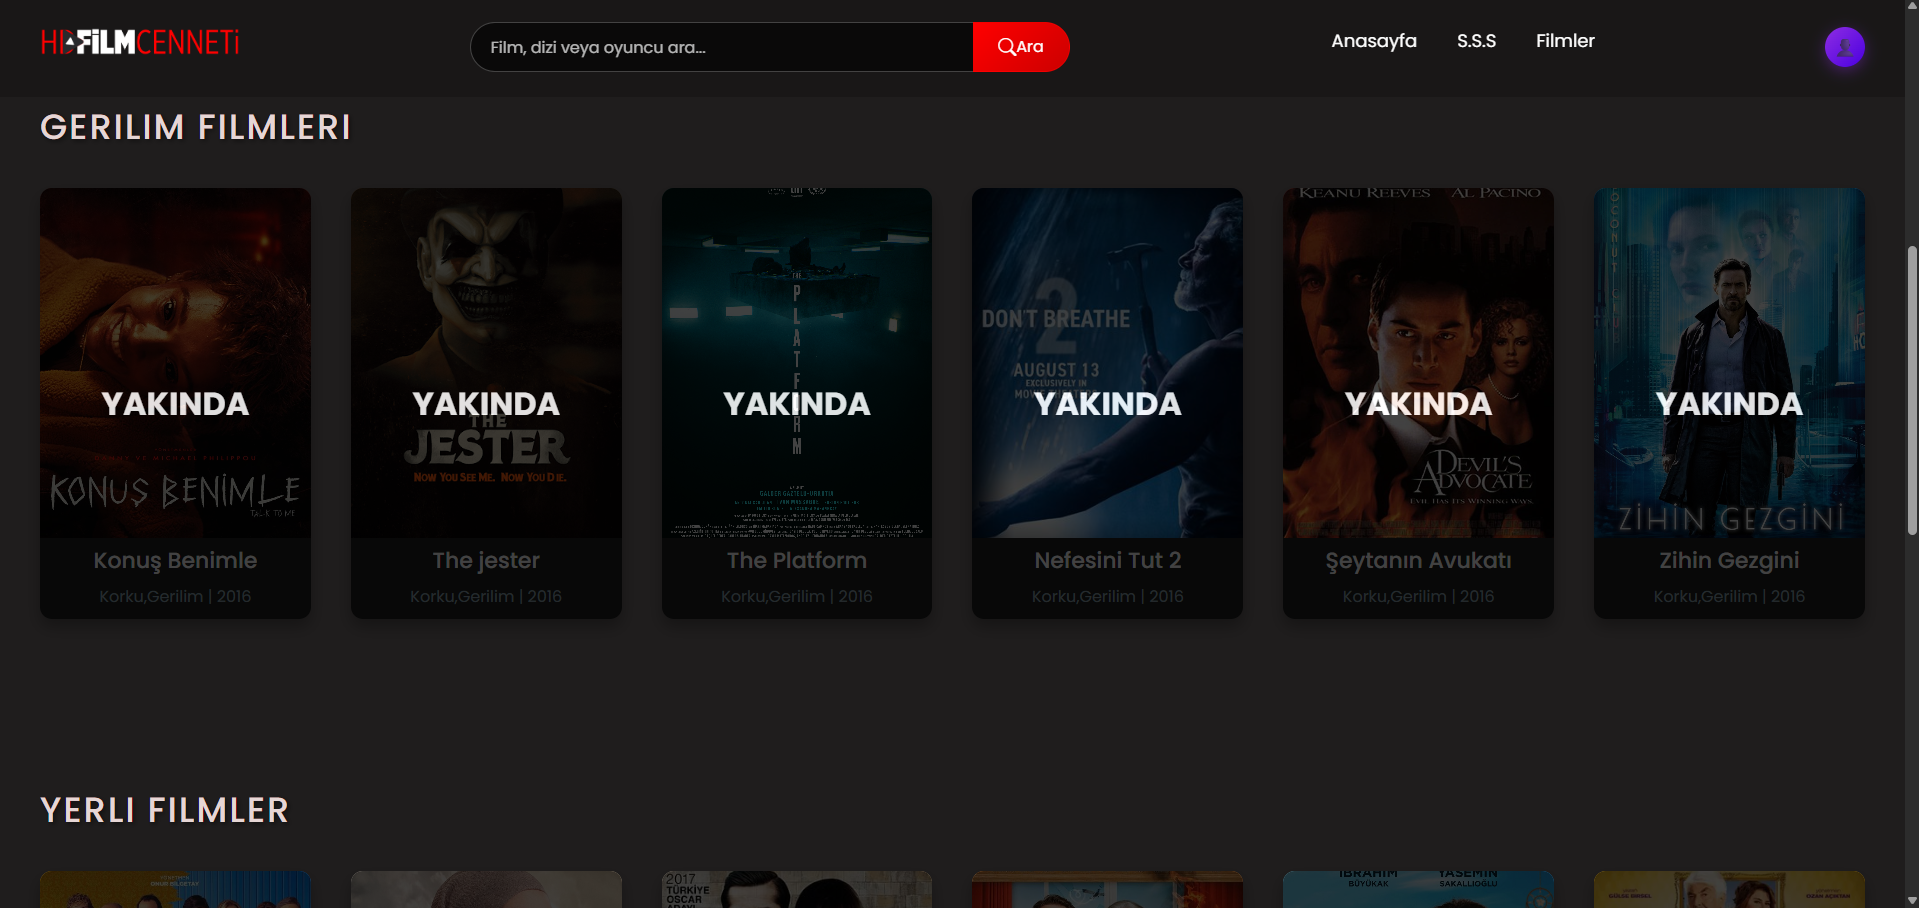 HDFİLMCENNETİ
Film, dizi veya oyuncu ara...
Ara
Anasayfa
S.S.S
Filmler
GERILIM FILMLERI
YAKINDA
KONUŞ BENİMLE
TALK TO ME
Konuş Benimle
Korku,Gerilim | 2016
YAKINDA
THE
JESTER
NOW YOU SEE ME. NOW YOU DIE.
The jester
Korku,Gerilim | 2016
THE
PLATFORM
YAKINDA
The Platform
Korku,Gerilim | 2016
2
DON'T BREATHE
AUGUST 13
EXCLUSIVELY IN
YAKINDA
Nefesini Tut 2
Korku,Gerilim | 2016
KEANU REEVES AL PACINO
YAKINDA
DEVIL'S
ADVOCATE
EVIL HAS ITS WINNING WAYS.
Şeytanın Avukatı
Korku,Gerilim | 2016
YAKINDA
ZİHİN GEZGİNİ
Zihin Gezgini
Korku,Gerilim | 2016
YERLI FILMLER
2017
TÜRKİYE
OSCAR
ADAYI
İBRAHİM
BÜYÜKAK
YASEMİN
SAKALLIOĞLU